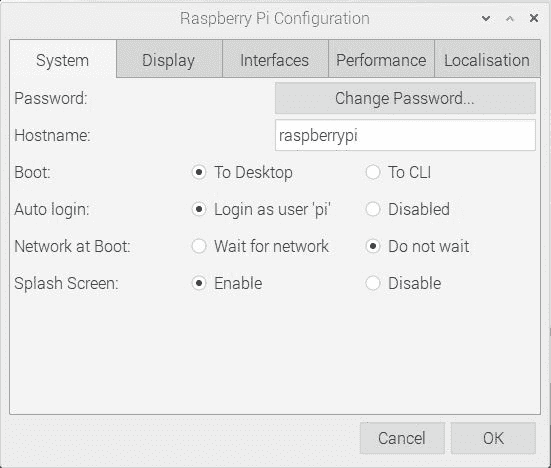 Raspberry Pi Configuration
System Display Interfaces Performance Localisation
Password: Change Password...
Hostname: raspberrypi
Boot: To Desktop To CLI
Auto login: Login as user 'pi' Disabled
Network at Boot: Wait for network Do not wait
Splash Screen: Enable Disable
Cancel OK